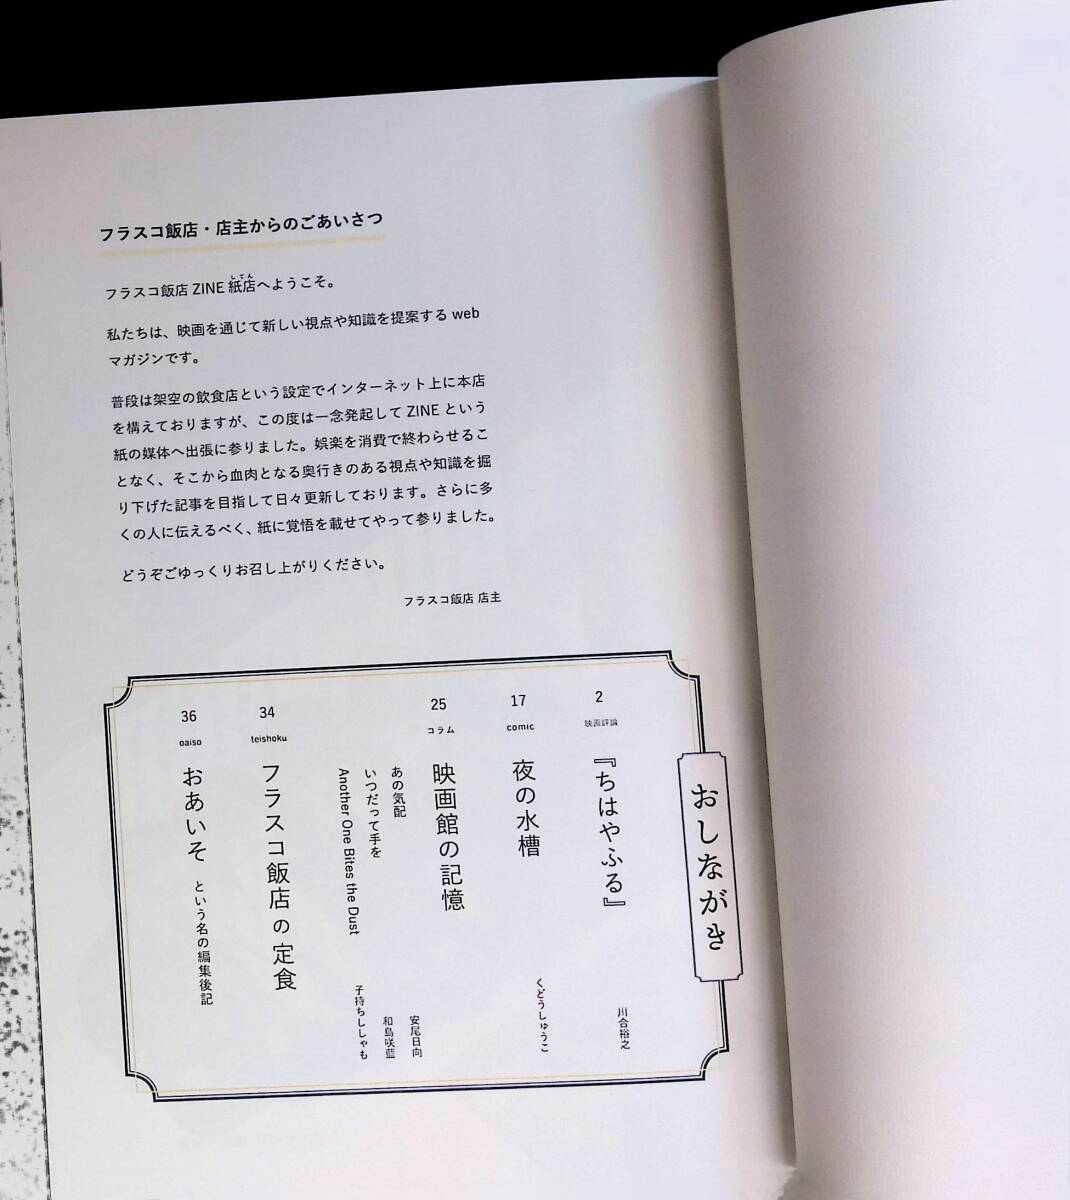 フラスコ飯店・店主からのごあいさつ
フラスコ飯店 ZINE 紙店へようこそ。
してん
私たちは、映画を通じて新しい視点や知識を提案する web
マガジンです。
普段は架空の飲食店という設定でインターネット上に本店
を構えておりますが、この度は一念発起して ZINE という
紙の媒体へ出張に参りました。娯楽を消費で終わらせるこ
となく、そこから血肉となる奥行きのある視点や知識を掘
り下げた記事を目指して日々更新しております。さらに多
くの人に伝えるべく、紙に覚悟を載せてやって参りました。
どうぞごゆっくりお召し上がりください。
フラスコ飯店 店主
おしながき
2
映画評論
『ちはやふる』
川合裕之
17
comic
夜の水槽
くどうしゅうこ
25
コラム
映画館の記憶
あの気配
安尾日向
いつだって手を
和島咲藍
Another One Bites the Dust
子持ちししゃも
34
teishoku
フラスコ飯店 の 定食
36
oaiso
おあいそ という名の編集後記